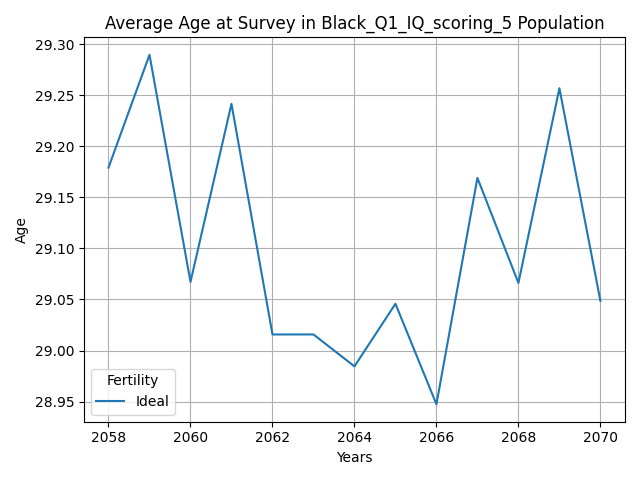 Average Age at Survey in Black_Q1_IQ_scoring_5 Population
Age
29.30
29.25
29.20
29.15
29.10
29.05
29.00
28.95
Fertility
Ideal
2058 2060 2062 2064 2066 2068 2070
Years